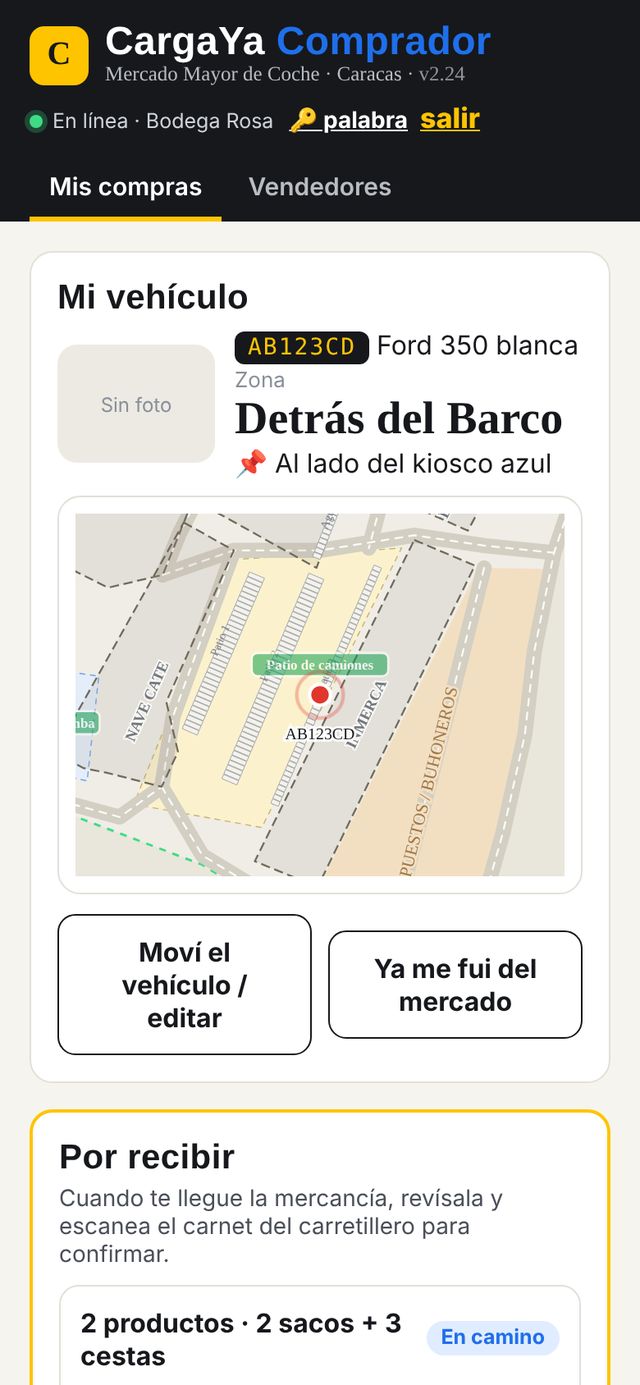 C
CargaYa Comprador
Mercado Mayor de Coche · Caracas · v2.24
En línea · Bodega Rosa 🔑 palabra salir
Mis compras Vendedores
Mi vehículo
Sin foto
AB123CD Ford 350 blanca
Zona
Detrás del Barco
📌 Al lado del kiosco azul
Patio 1
Patio de camiones
NAVE CATE
AB123CD
PUESTOS / BUHONEROS
Moví el
vehículo /
editar
Ya me fui del
mercado
Por recibir
Cuando te llegue la mercancía, revísala y
escanea el carnet del carretillero para
confirmar.
2 productos · 2 sacos + 3
cestas
En camino